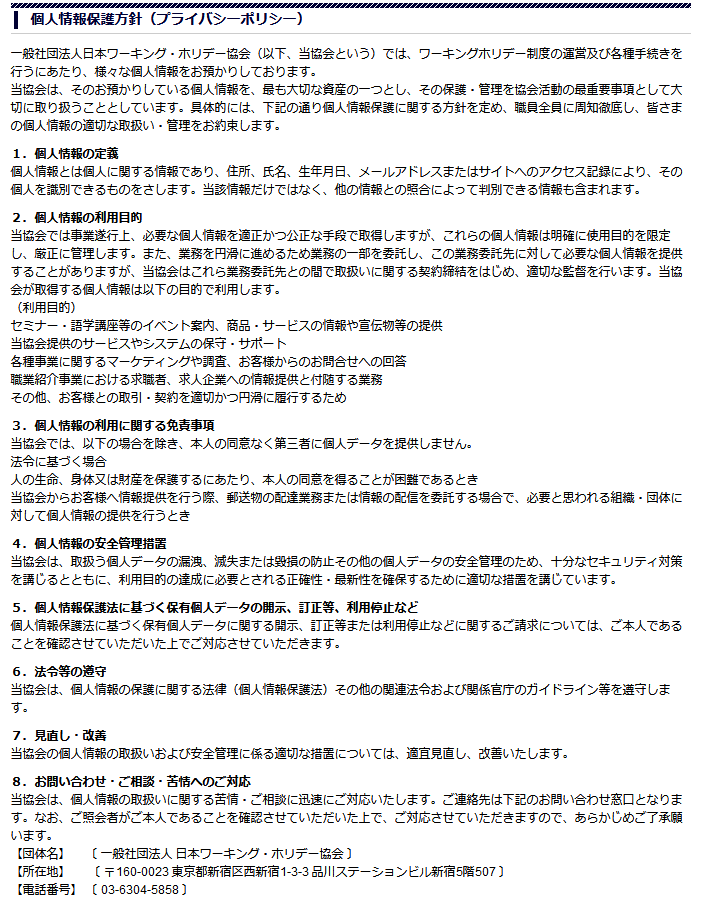 個人情報保護方針（プライバシーポリシー）
一般社団法人日本ワーキング・ホリデー協会（以下、当協会という）では、ワーキングホリデー制度の運営及び各種手続きを
行うにあたり、様々な個人情報をお預かりしております。
当協会は、そのお預かりしている個人情報を、最も大切な資産の一つとし、その保護・管理を協会活動の最重要事項として大
切に取り扱うこととしています。具体的には、下記の通り個人情報保護に関する方針を定め、職員全員に周知徹底し、皆さま
の個人情報の適切な取扱い・管理をお約束します。
１．個人情報の定義
個人情報とは個人に関する情報であり、住所、氏名、生年月日、メールアドレスまたはサイトへのアクセス記録により、その
個人を識別できるものをさします。当該情報だけではなく、他の情報との照合によって判別できる情報も含まれます。
２．個人情報の利用目的
当協会では事業遂行上、必要な個人情報を適正かつ公正な手段で取得しますが、これらの個人情報は明確に使用目的を限定
し、厳正に管理します。また、業務を円滑に進めるため業務の一部を委託し、この業務委託先に対して必要な個人情報を提供
することがありますが、当協会はこれら業務委託先との間で取扱いに関する契約締結をはじめ、適切な監督を行います。当協
会が取得する個人情報は以下の目的で利用します。
（利用目的）
セミナー・語学講座等のイベント案内、商品・サービスの情報や宣伝物等の提供
当協会提供のサービスやシステムの保守・サポート
各種事業に関するマーケティングや調査、お客様からのお問合せへの回答
職業紹介事業における求職者、求人企業への情報提供と付随する業務
その他、お客様との取引・契約を適切かつ円滑に履行するため
３．個人情報の利用に関する免責事項
当協会では、以下の場合を除き、本人の同意なく第三者に個人データを提供しません。
法令に基づく場合
人の生命、身体又は財産を保護するにあたり、本人の同意を得ることが困難であるとき
当協会からお客様へ情報提供を行う際、郵送物の配達業務または情報の配信を委託する場合で、必要と思われる組織・団体に
対して個人情報の提供を行うとき
４．個人情報の安全管理措置
当協会は、取扱う個人データの漏洩、滅失または毀損の防止その他の個人データの安全管理のため、十分なセキュリティ対策
を講じるとともに、利用目的の達成に必要とされる正確性・最新性を確保するために適切な措置を講じています。
５．個人情報保護法に基づく保有個人データの開示、訂正等、利用停止など
個人情報保護法に基づく保有個人データに関する開示、訂正等または利用停止などに関するご請求については、ご本人である
ことを確認させていただいた上でご対応させていただきます。
６．法令等の遵守
当協会は、個人情報の保護に関する法律（個人情報保護法）その他の関連法令および関係官庁のガイドライン等を遵守しま
す。
７．見直し・改善
当協会の個人情報の取扱いおよび安全管理に係る適切な措置については、適宜見直し、改善いたします。
８．お問い合わせ・ご相談・苦情へのご対応
当協会は、個人情報の取扱いに関する苦情・ご相談に迅速にご対応いたします。ご連絡先は下記のお問い合わせ窓口となりま
す。なお、ご照会者がご本人であることを確認させていただいた上で、ご対応させていただきますので、あらかじめご了承願
います。
【団体名】 〔 一般社団法人 日本ワーキング・ホリデー協会 〕
【所在地】 〔 〒160-0023 東京都新宿区西新宿1-3-3 品川ステーションビル新宿5階507 〕
【電話番号】 〔 03-6304-5858 〕